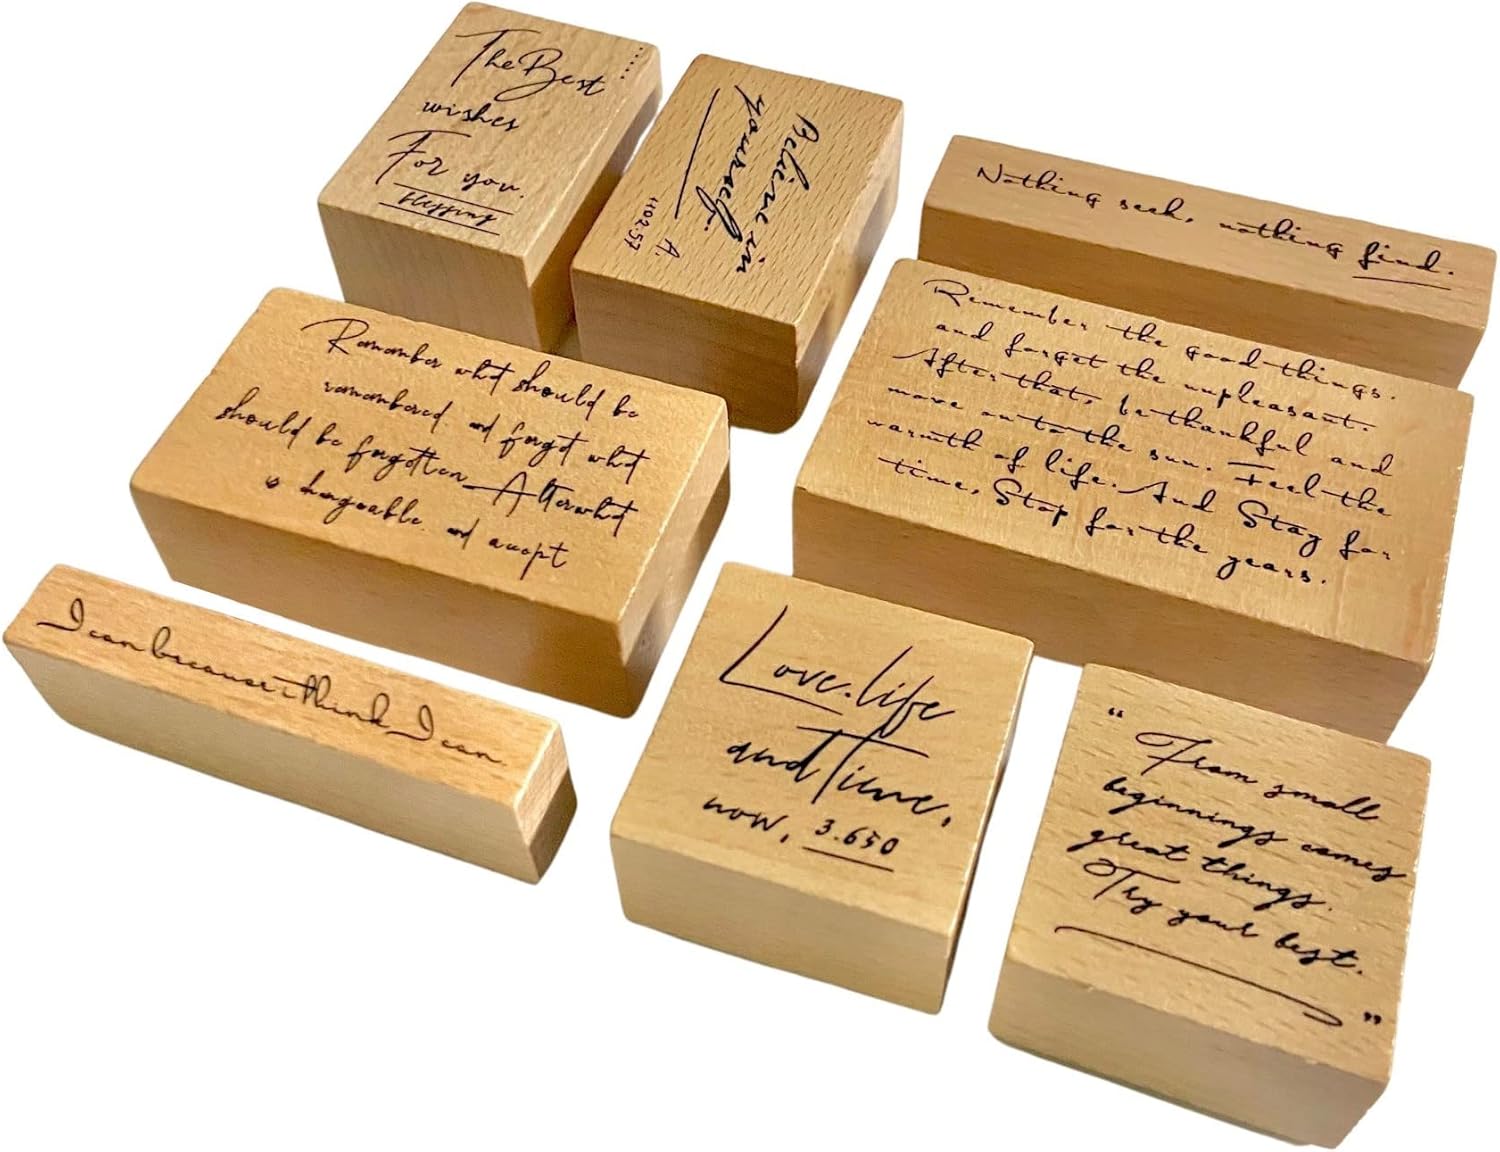 The Best
wishes
For you.
blessing
Believe in
yourself.
A.
1102:57
Nothing seek, nothing find.
Remember what should be
remembered. and forget what
should be forgotten. Alter what
is changeable. and accept
Remember the good things.
and forget the unpleasant.
After that, be thankful and
move on to the sun. Feel the
warmth of life. And Stay for
time, Stop for the years.
I can because i think I can
Love.life
and Time,
now, 3.650
“ From small
beginnings comes
great things.
Try your best. ”